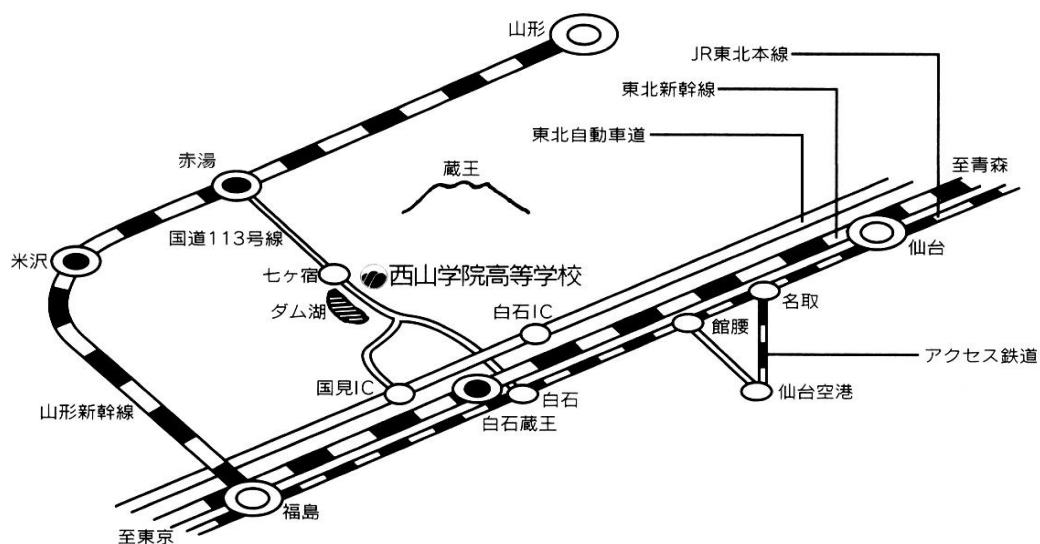 山形
JR東北本線
東北新幹線
東北自動車道
至青森
赤湯
蔵王
国道113号線
仙台
米沢
七ヶ宿
西山学院高等学校
ダム湖
白石IC
名取
館腰
アクセス鉄道
国見IC
白石
仙台空港
山形新幹線
白石蔵王
福島
至東京